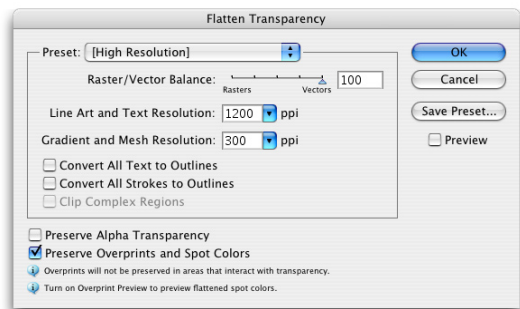 Flatten Transparency
Preset: [High Resolution]
OK
Raster/Vector Balance: 100
Rasters Vectors
Cancel
Line Art and Text Resolution: 1200 ppi
Save Preset...
Gradient and Mesh Resolution: 300 ppi
Preview
Convert All Text to Outlines
Convert All Strokes to Outlines
Clip Complex Regions
Preserve Alpha Transparency
Preserve Overprints and Spot Colors
Overprints will not be preserved in areas that interact with transparency.
Turn on Overprint Preview to preview flattened spot colors.